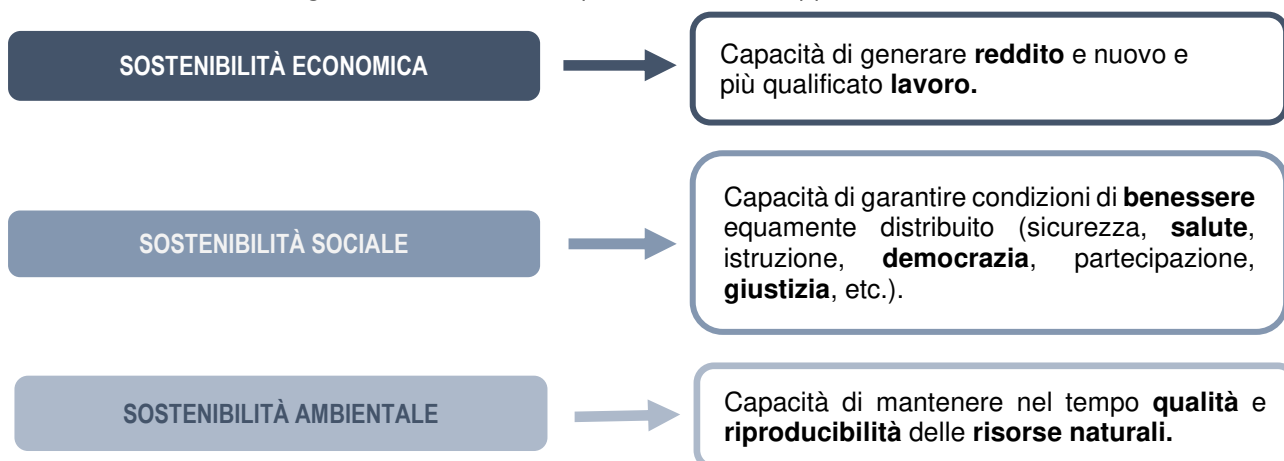 SOSTENIBILITÀ ECONOMICA
Capacità di generare reddito e nuovo e
più qualificato lavoro.
SOSTENIBILITÀ SOCIALE
Capacità di garantire condizioni di benessere
equamente distribuito (sicurezza, salute,
istruzione, democrazia, partecipazione,
giustizia, etc.).
SOSTENIBILITÀ AMBIENTALE
Capacità di mantenere nel tempo qualità e
riproducibilità delle risorse naturali.